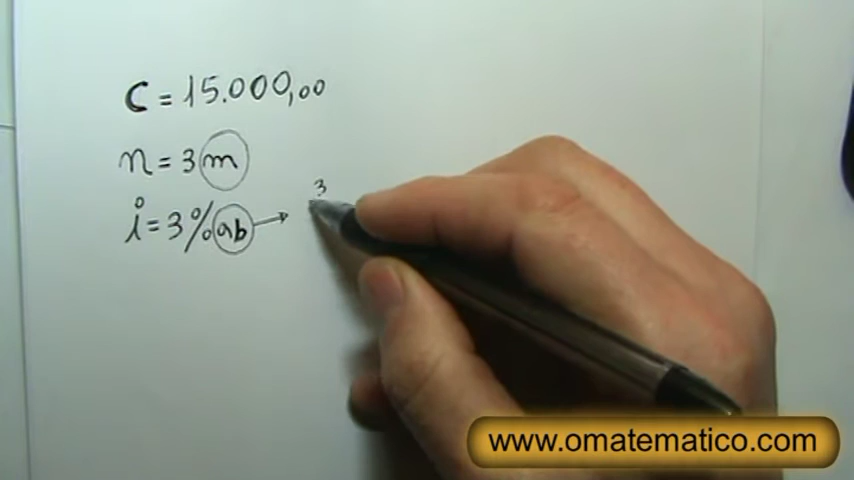 C = 15.000,00
n = 3 m
3
i = 3% ab →
www.omatematico.com